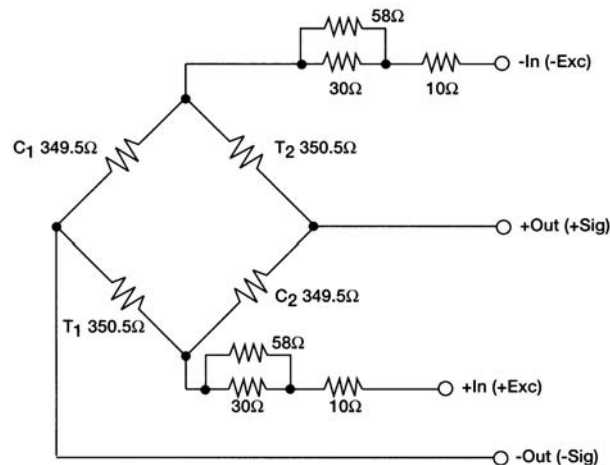 58Ω
-In (-Exc)
30Ω
10Ω
C1 349.5Ω
T2 350.5Ω
+Out (+Sig)
C2 349.5Ω
T1 350.5Ω
58Ω
+In (+Exc)
30Ω
10Ω
-Out (-Sig)